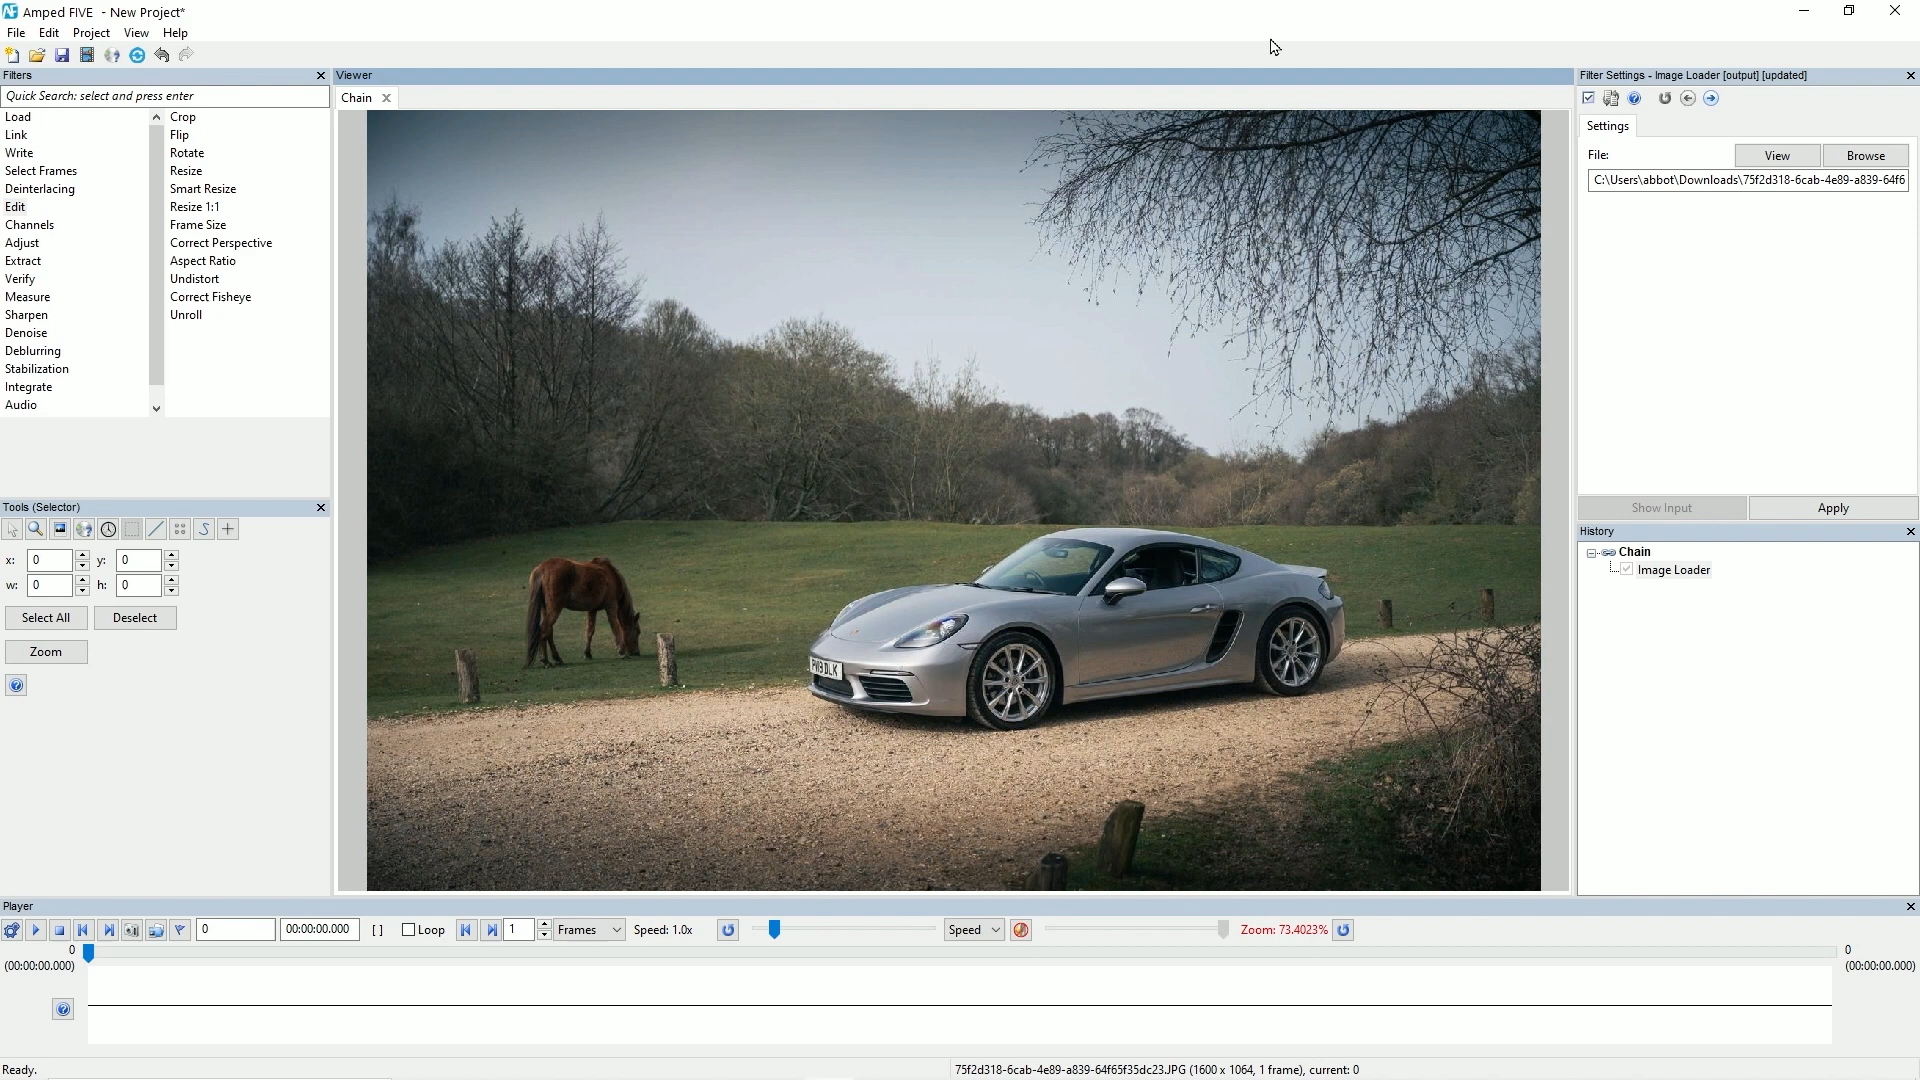 Amped FIVE - New Project*
File Edit Project View Help
Filters
Quick Search: select and press enter
Load
Link
Write
Select Frames
Deinterlacing
Edit
Channels
Adjust
Extract
Verify
Measure
Sharpen
Denoise
Deblurring
Stabilization
Integrate
Audio
Crop
Flip
Rotate
Resize
Smart Resize
Resize 1:1
Frame Size
Correct Perspective
Aspect Ratio
Undistort
Correct Fisheye
Unroll
Tools (Selector)
x: 0 y: 0
w: 0 h: 0
Select All Deselect
Zoom
Viewer
Chain
PW19 DLK
Filter Settings - Image Loader [output] [updated]
Settings
File: View Browse
C:\Users\abbot\Downloads\75f2d318-6cab-4e89-a839-64f6
Show Input Apply
History
Chain
Image Loader
Player
0 00:00:00.000 [ ] Loop 1 Frames Speed: 1.0x Speed Zoom: 73.4023%
0 0
(00:00:00.000) (00:00:00.000)
Ready. 75f2d318-6cab-4e89-a839-64f65f35dc23.JPG (1600 x 1064, 1 frame), current: 0